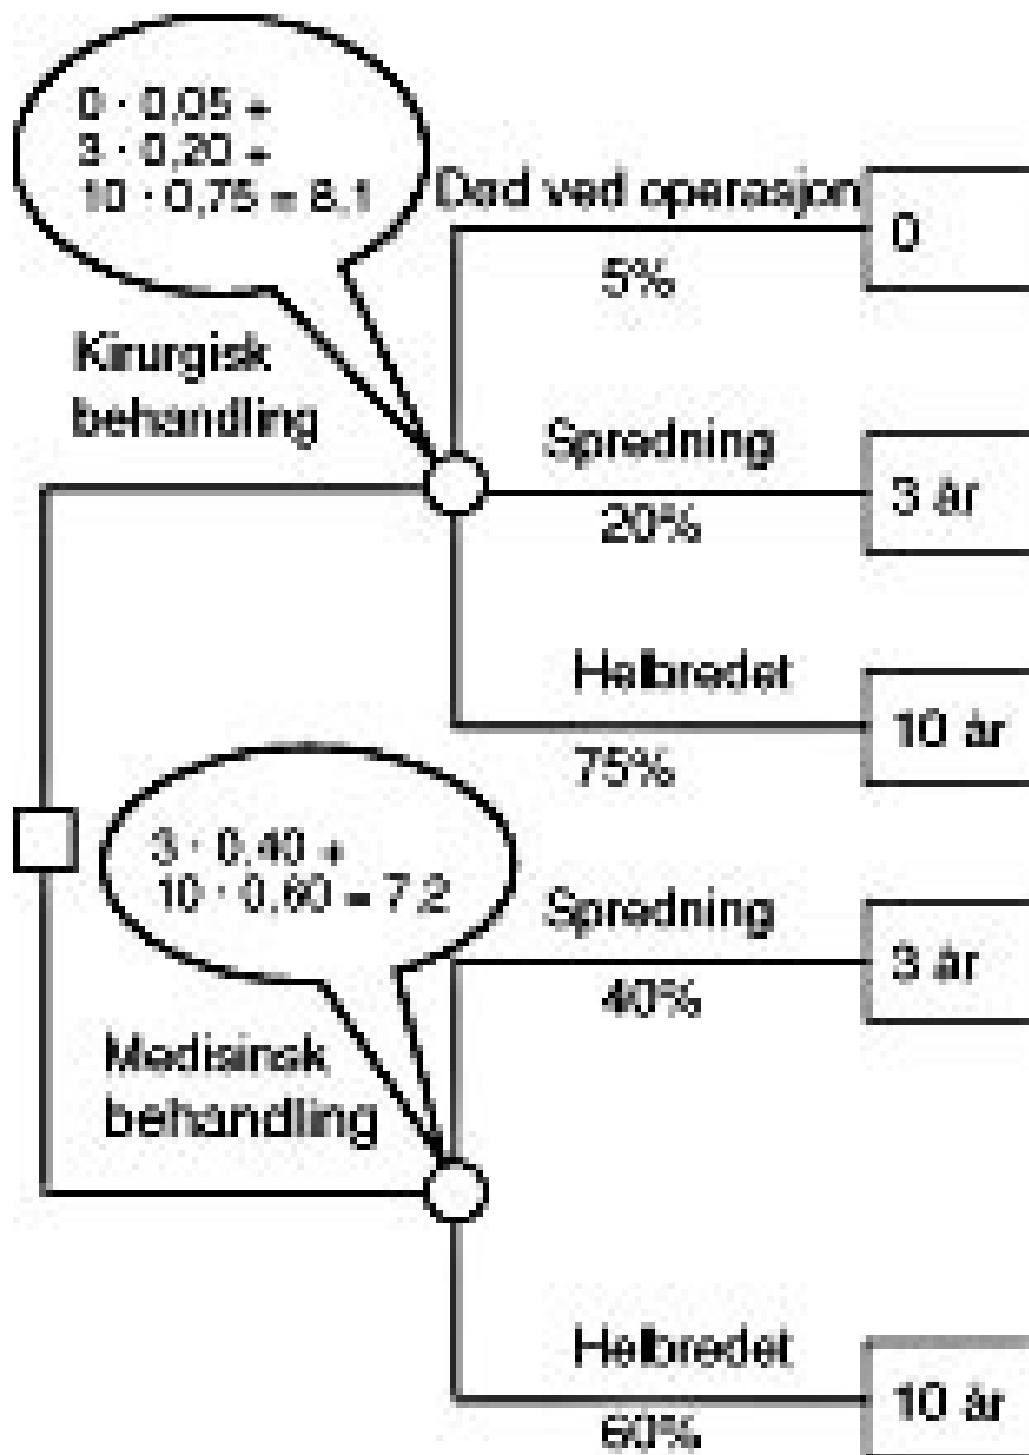 0 · 0,05 +
3 · 0,20 +
10 · 0,75 = 8,1
Død ved operasjon
0
5%
Kirurgisk
behandling
Spredning
3 år
20%
Helbredet
10 år
75%
3 · 0,40 +
10 · 0,60 = 7,2
Spredning
3 år
40%
Medisinsk
behandling
Helbredet
10 år
60%